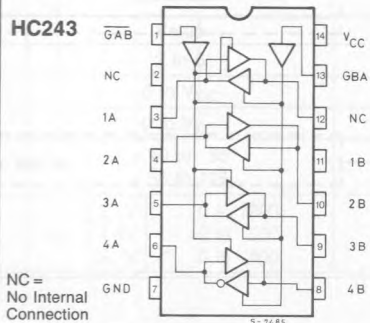 HC243
G̅A̅B̅ 1 14 VCC
NC 2 13 GBA
1A 3 12 NC
2A 4 11 1B
3A 5 10 2B
4A 6 9 3B
GND 7 8 4B
NC =
No Internal
Connection
S-7485